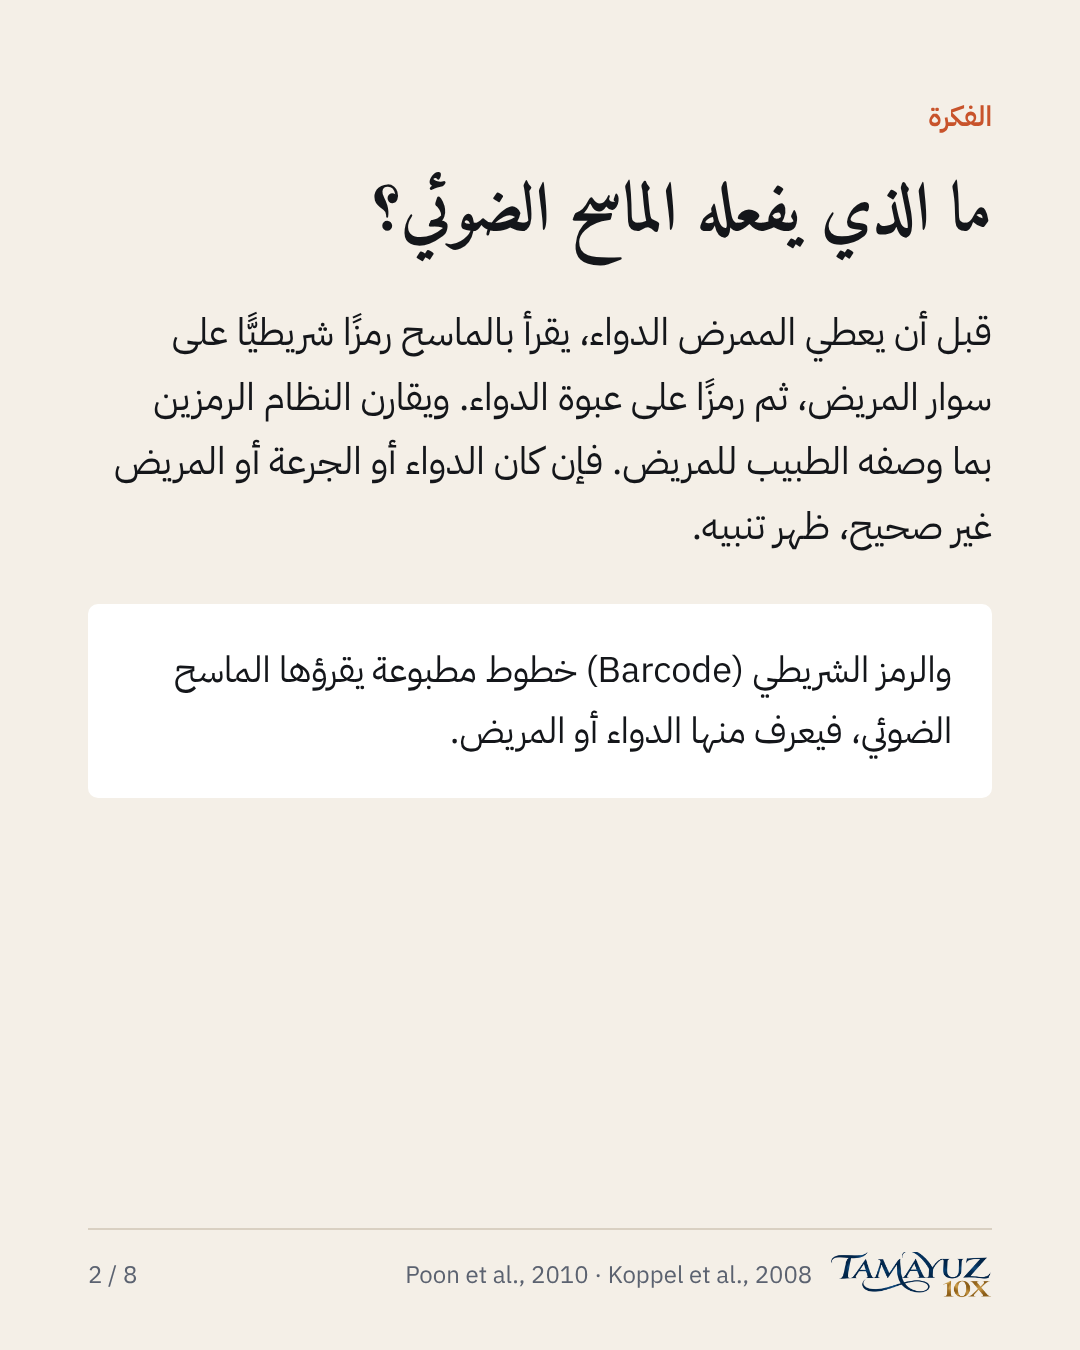 الفكرة
ما الذي يفعله الماسح الضوئي؟
قبل أن يعطي الممرض الدواء، يقرأ بالماسح رمزًا شريطيًّا على
سوار المريض، ثم رمزًا على عبوة الدواء. ويقارن النظام الرمزين
بما وصفه الطبيب للمريض. فإن كان الدواء أو الجرعة أو المريض
غير صحيح، ظهر تنبيه.
والرمز الشريطي (Barcode) خطوط مطبوعة يقرؤها الماسح
الضوئي، فيعرف منها الدواء أو المريض.
TAMAYUZ
10X
Poon et al., 2010 · Koppel et al., 2008
2 / 8